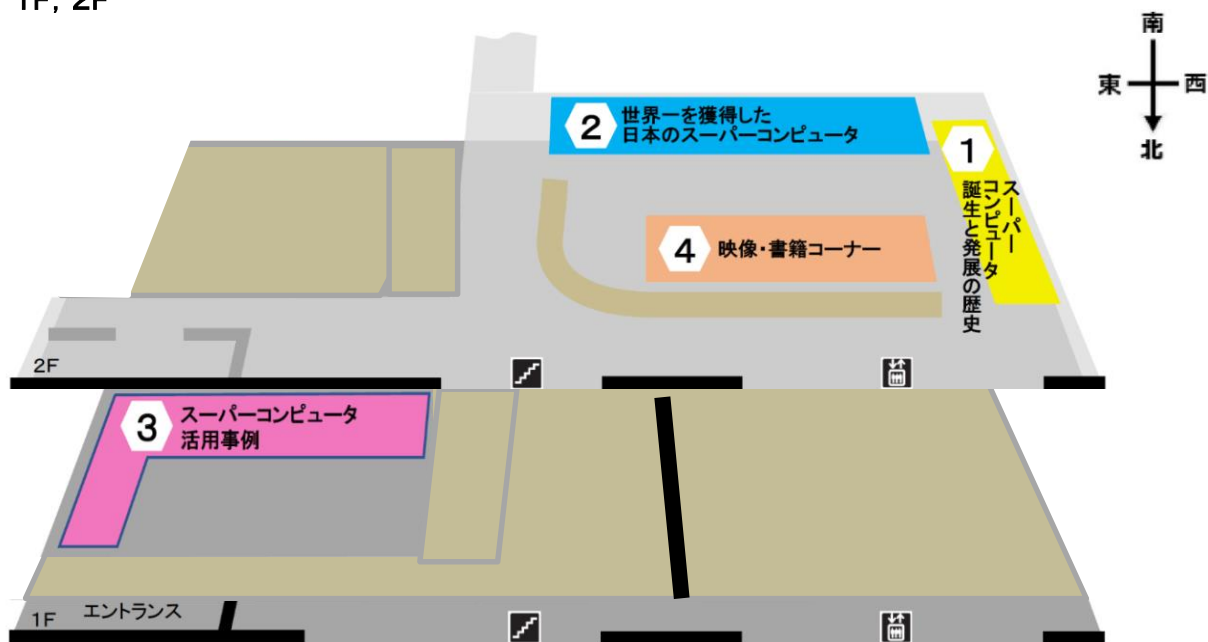 1F, 2F
南
東
西
北
2
世界一を獲得した
日本のスーパーコンピュータ
1
スーパー
コンピュータ
誕生と発展の歴史
4
映像・書籍コーナー
2F
3
スーパーコンピュータ
活用事例
1F
エントランス